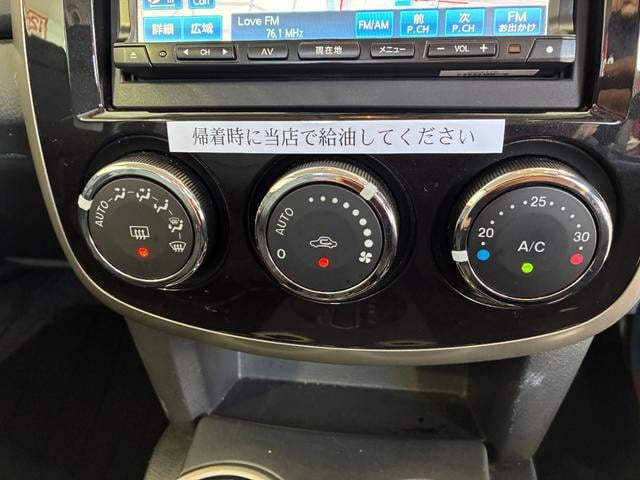 Love FM
76.1 MHz
FM/AM
前
P.CH
次
P.CH
FM
お出かけ
詳細
広域
◀ CH
AV
現在地
メニュー
− VOL +
帰着時に当店で給油してください
AUTO
AUTO
0
20
25
30
A/C